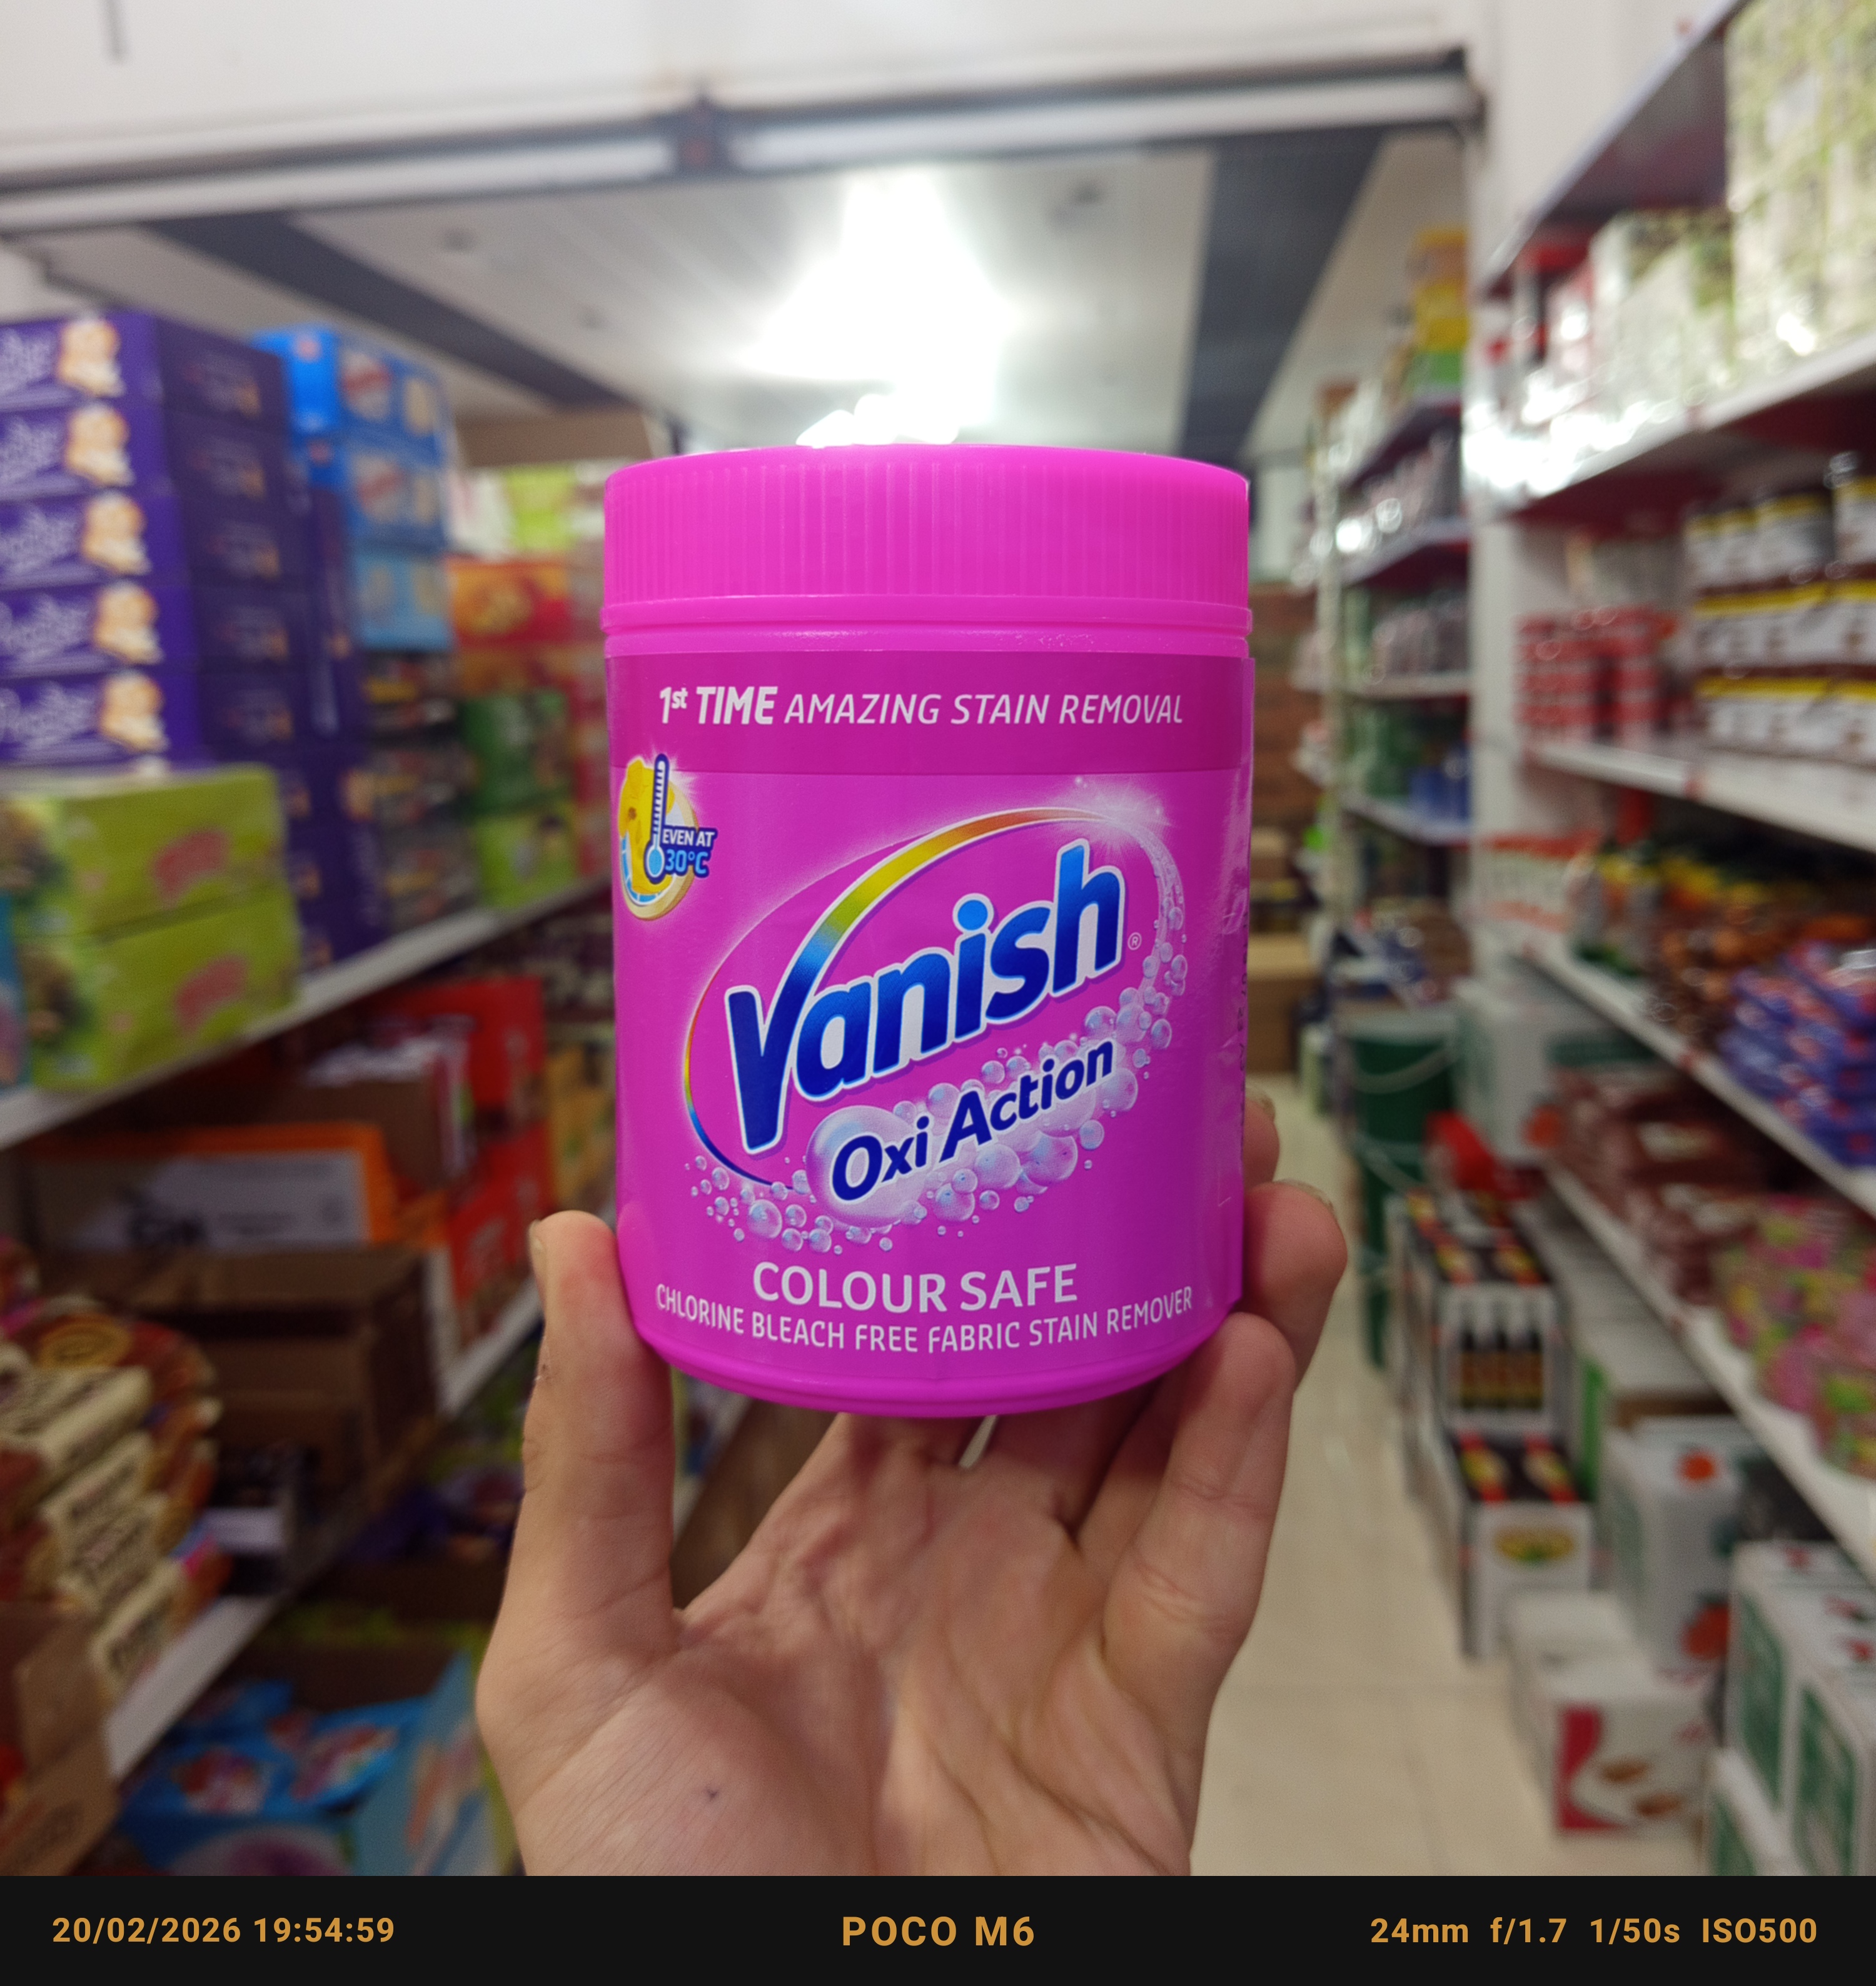 1st TIME AMAZING STAIN REMOVAL
EVEN AT
30°C
Vanish®
Oxi Action
COLOUR SAFE
CHLORINE BLEACH FREE FABRIC STAIN REMOVER
20/02/2026 19:54:59 POCO M6 24mm f/1.7 1/50s ISO500